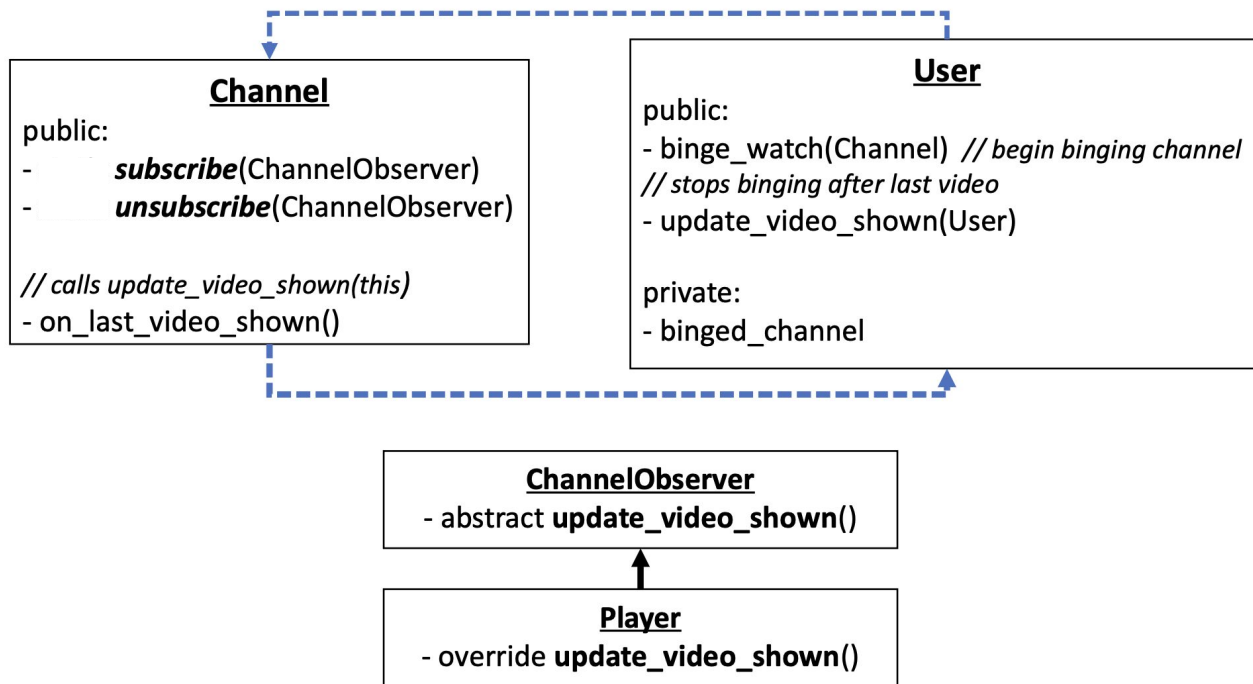 Channel
public:
- subscribe(ChannelObserver)
- unsubscribe(ChannelObserver)
// calls update_video_shown(this)
- on_last_video_shown()
User
public:
- binge_watch(Channel) // begin binging channel
// stops binging after last video
- update_video_shown(User)
private:
- binged_channel
ChannelObserver
- abstract update_video_shown()
Player
- override update_video_shown()